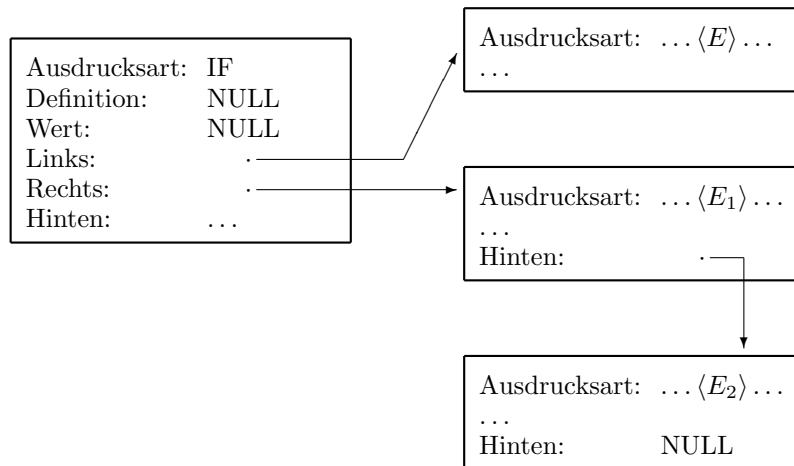 Ausdrucksart: IF
Definition: NULL
Wert: NULL
Links: .
Rechts: .
Hinten: ...
Ausdrucksart: ... ⟨E⟩ ...
...
Ausdrucksart: ... ⟨E₁⟩ ...
...
Hinten: .
Ausdrucksart: ... ⟨E₂⟩ ...
...
Hinten: NULL